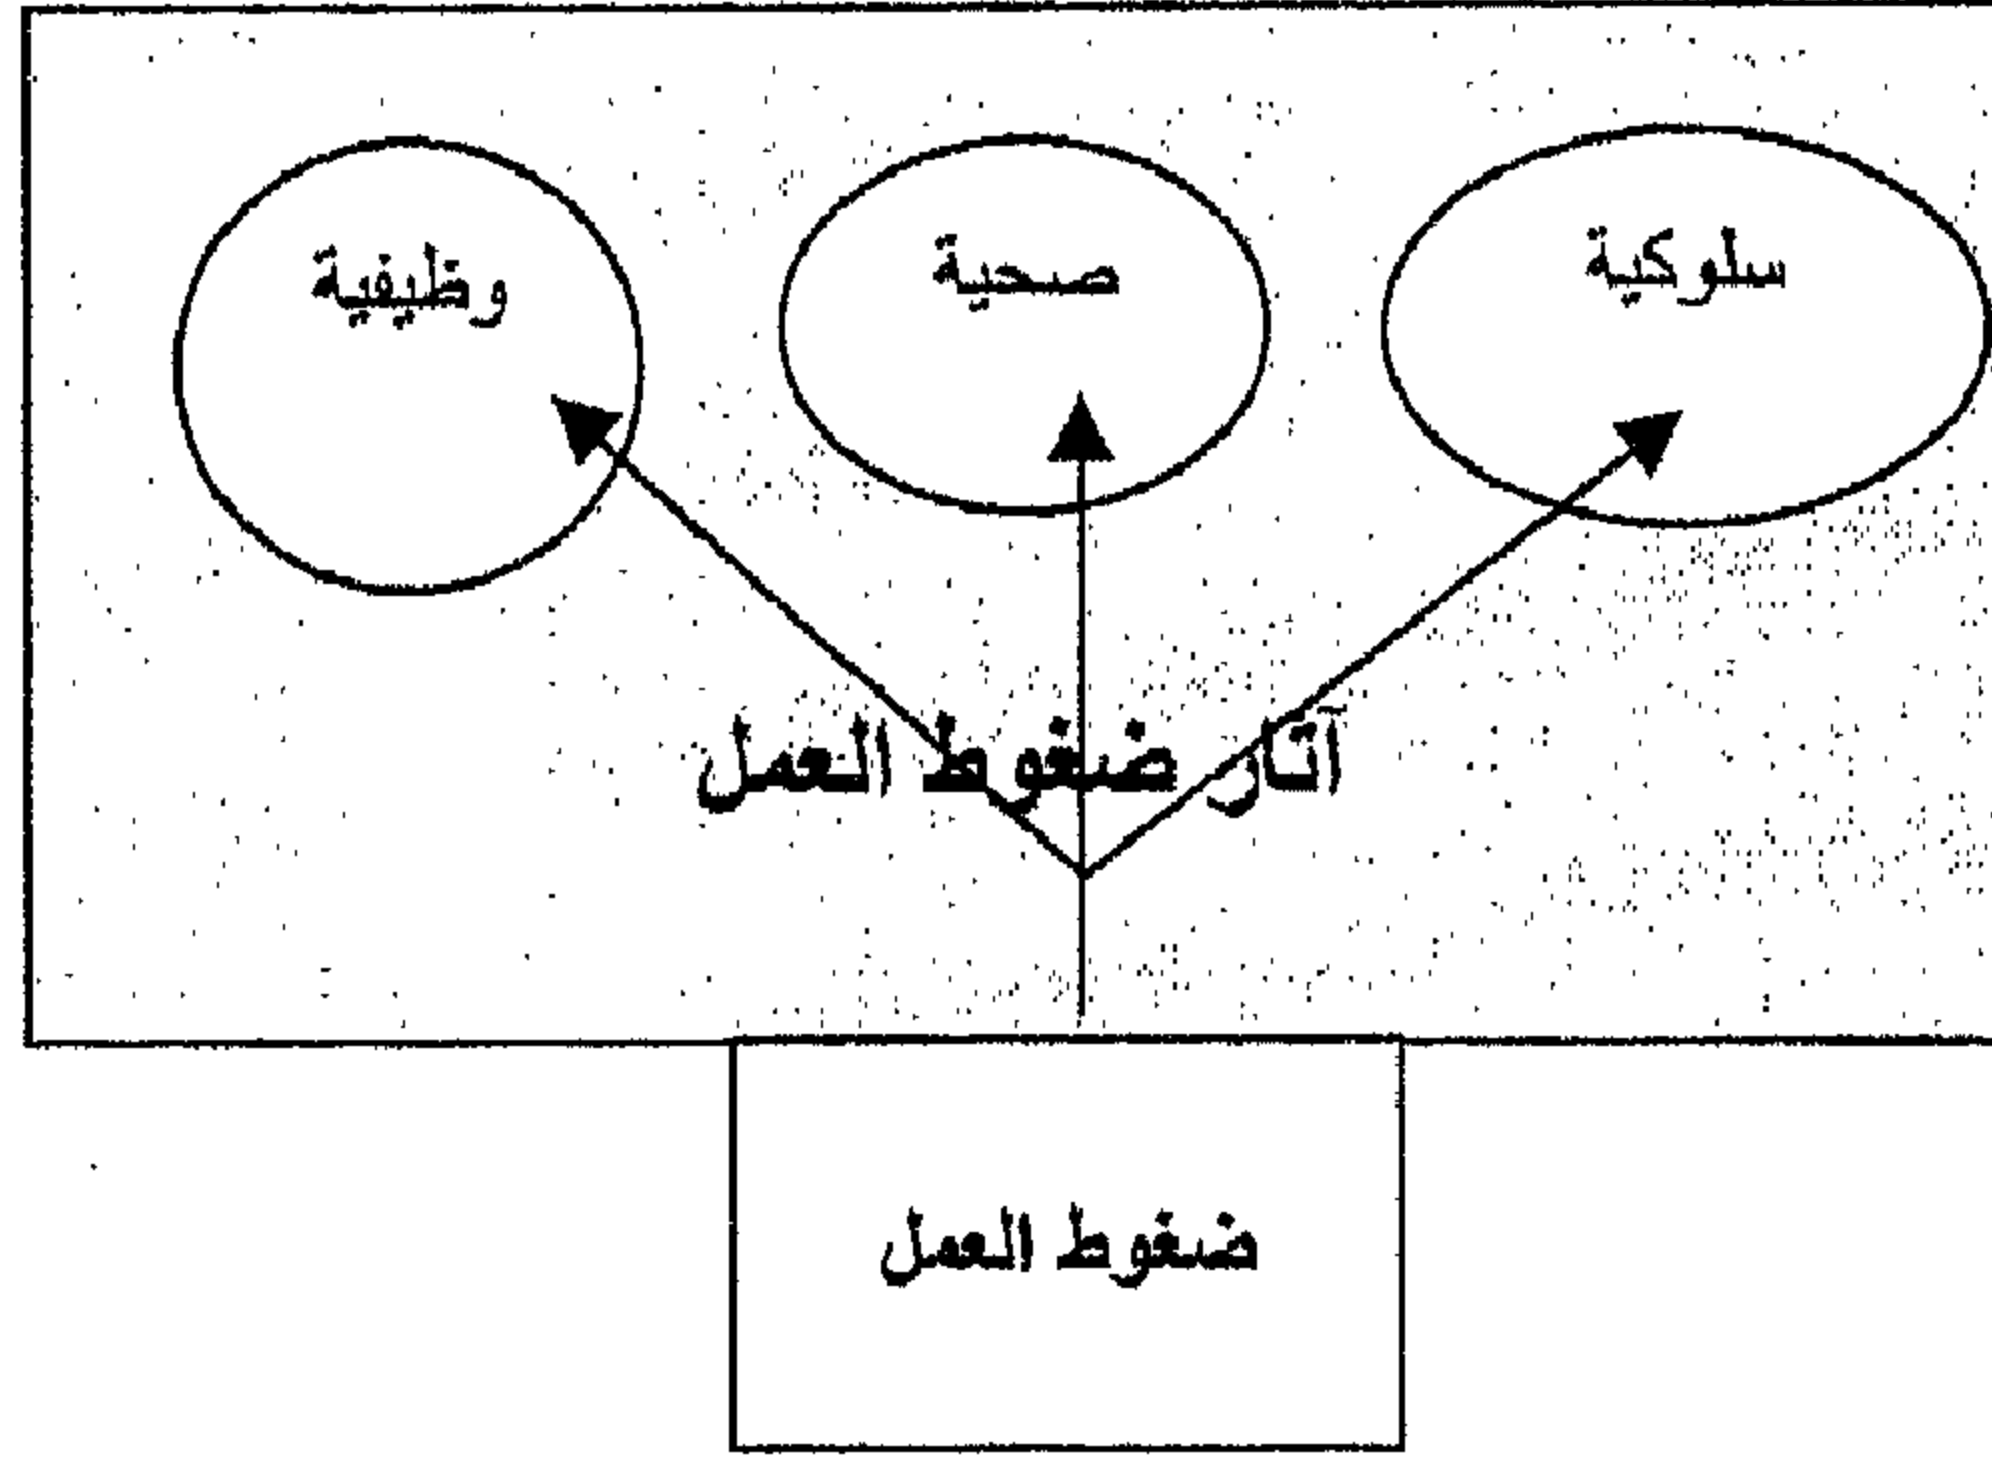 سلوكية
صحية
وظيفية
آثار ضغوط العمل
ضغوط العمل